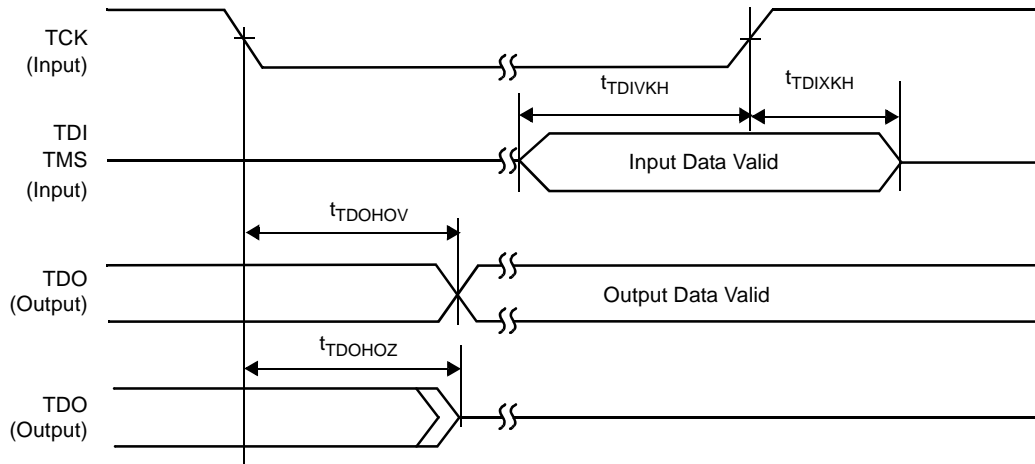 TCK
(Input)
tTDIVKH
tTDIXKH
TDI
TMS
(Input)
Input Data Valid
tTDOHOV
TDO
(Output)
Output Data Valid
tTDOHOZ
TDO
(Output)